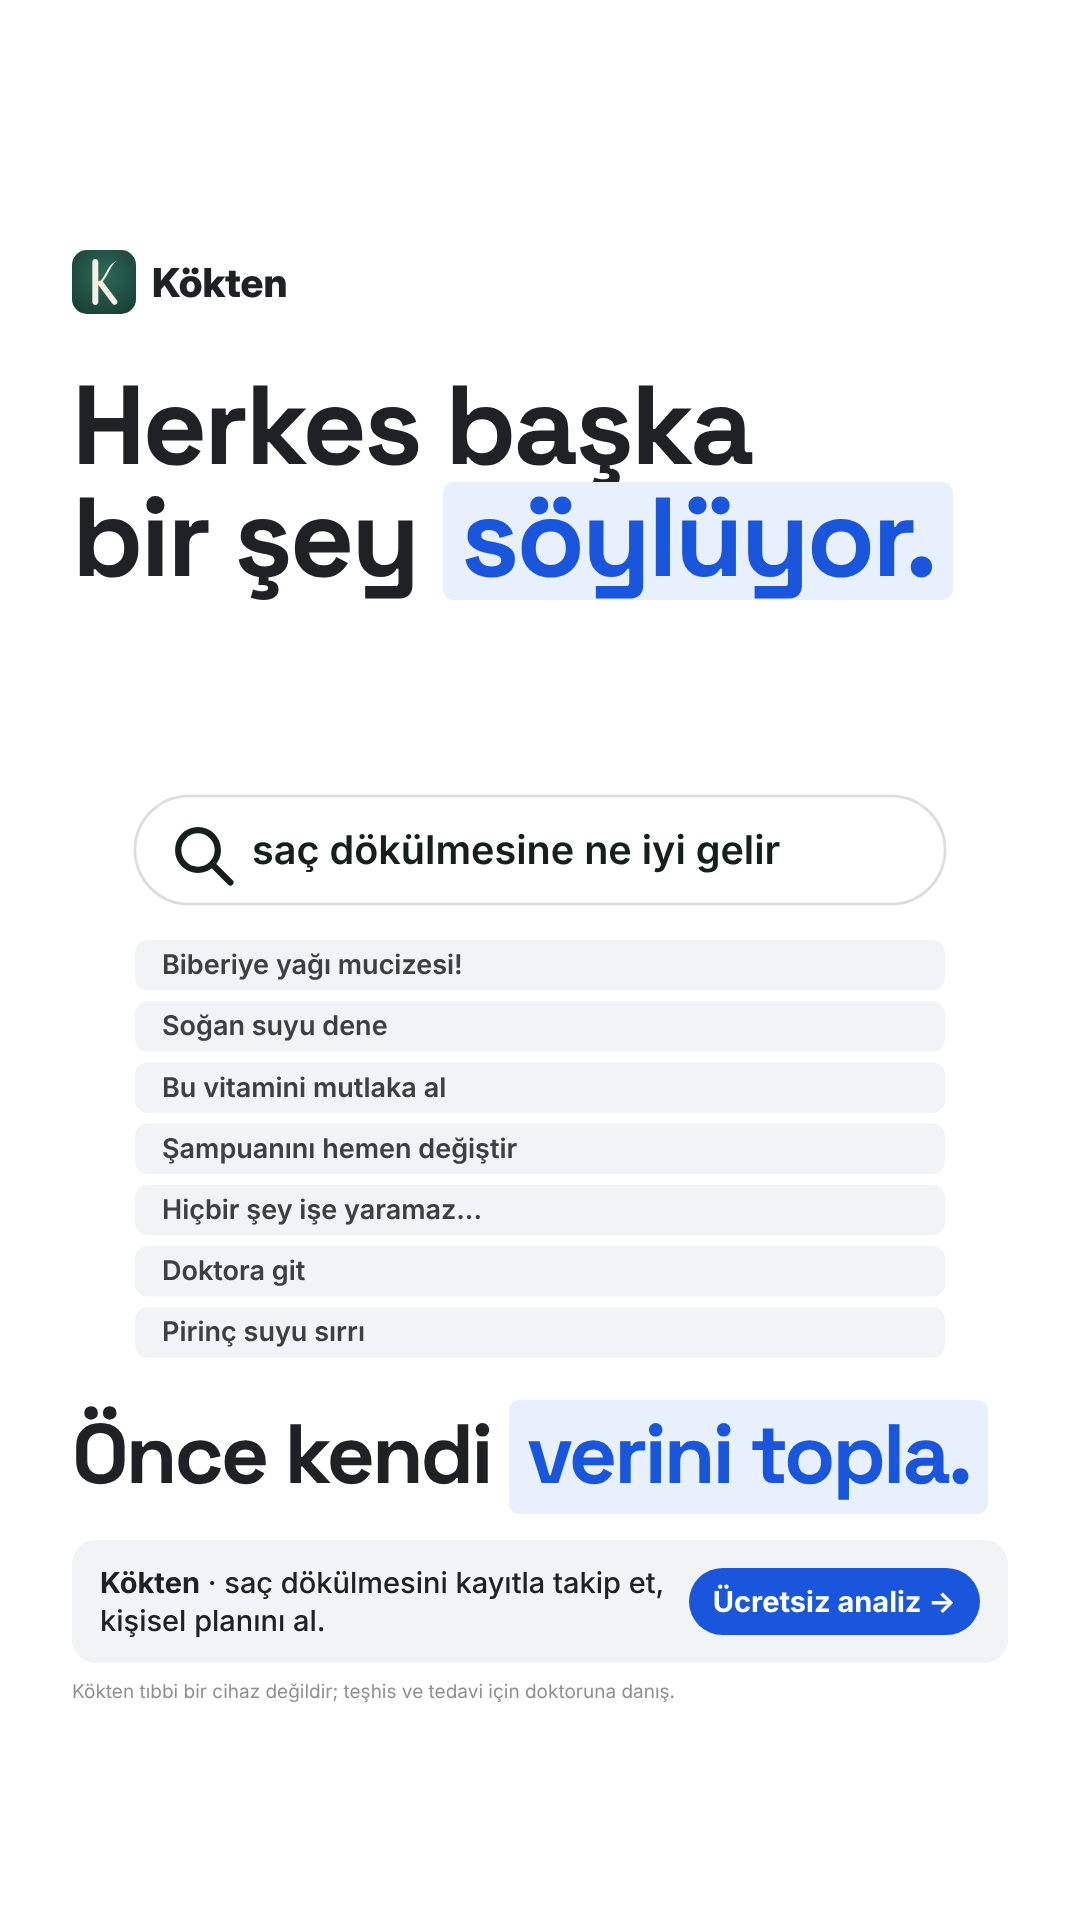 Kökten
Herkes başka
bir şey söylüyor.
saç dökülmesine ne iyi gelir
Biberiye yağı mucizesi!
Soğan suyu dene
Bu vitamini mutlaka al
Şampuanını hemen değiştir
Hiçbir şey işe yaramaz...
Doktora git
Pirinç suyu sırrı
Önce kendi verini topla.
Kökten · saç dökülmesini kayıtla takip et,
kişisel planını al.
Ücretsiz analiz →
Kökten tıbbi bir cihaz değildir; teşhis ve tedavi için doktoruna danış.